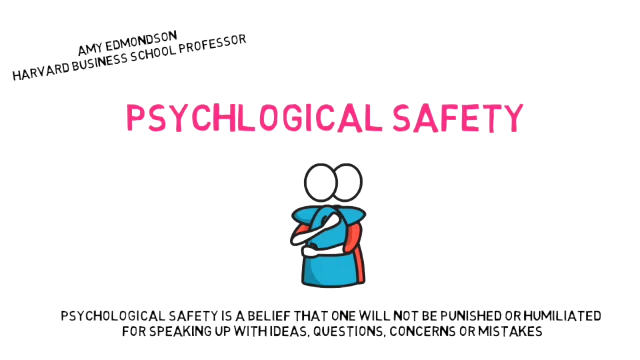 AMY EDMONDSON
HARVARD BUSINESS SCHOOL PROFESSOR
PSYCHLOGICAL SAFETY
PSYCHOLOGICAL SAFETY IS A BELIEF THAT ONE WILL NOT BE PUNISHED OR HUMILIATED
FOR SPEAKING UP WITH IDEAS, QUESTIONS, CONCERNS OR MISTAKES